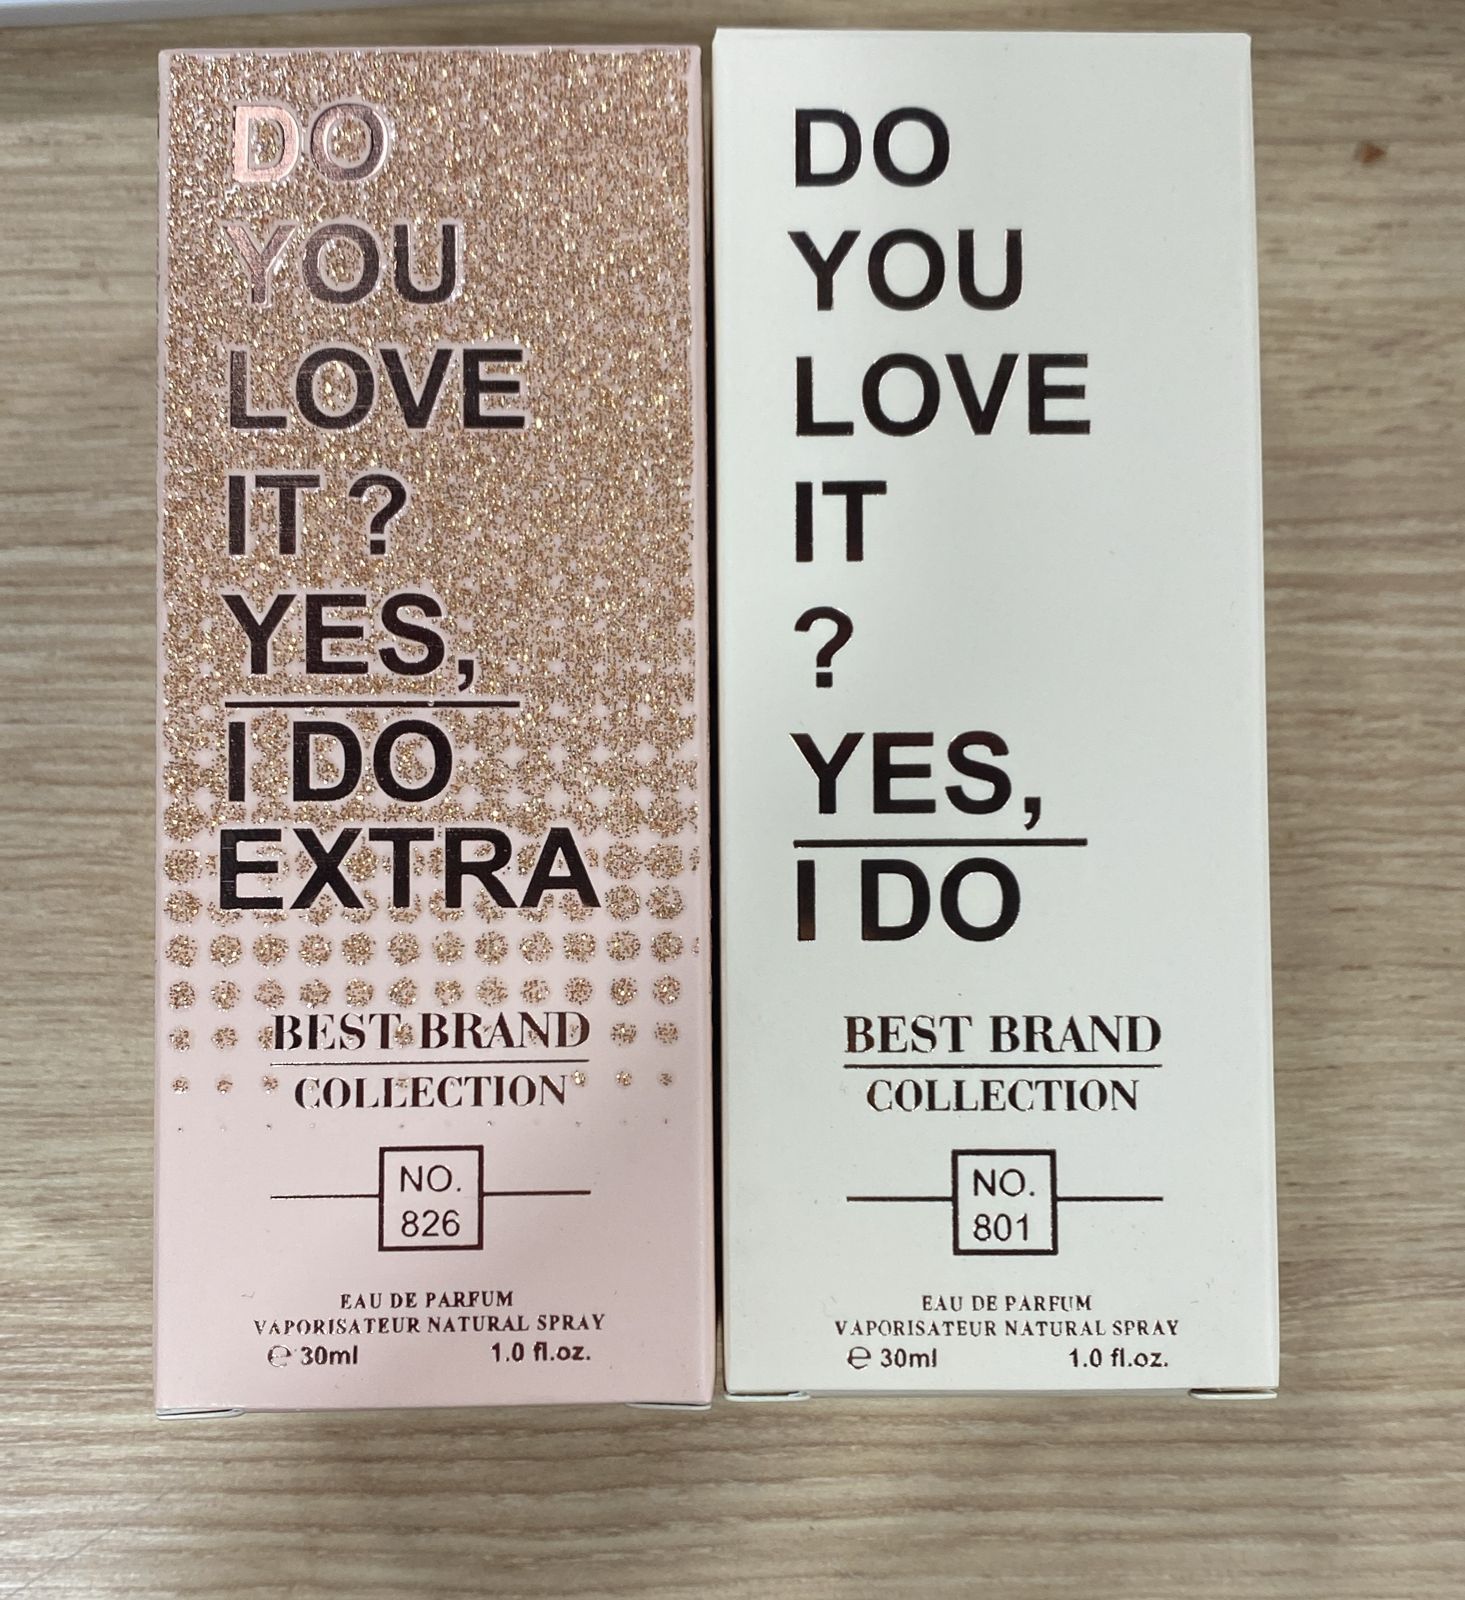 DO
YOU
LOVE
IT ?
YES,
I DO
EXTRA
BEST BRAND
COLLECTION
NO.
826
EAU DE PARFUM
VAPORISATEUR NATURAL SPRAY
℮ 30ml 1.0 fl.oz.
DO
YOU
LOVE
IT
?
YES,
I DO
BEST BRAND
COLLECTION
NO.
801
EAU DE PARFUM
VAPORISATEUR NATURAL SPRAY
℮ 30ml 1.0 fl.oz.